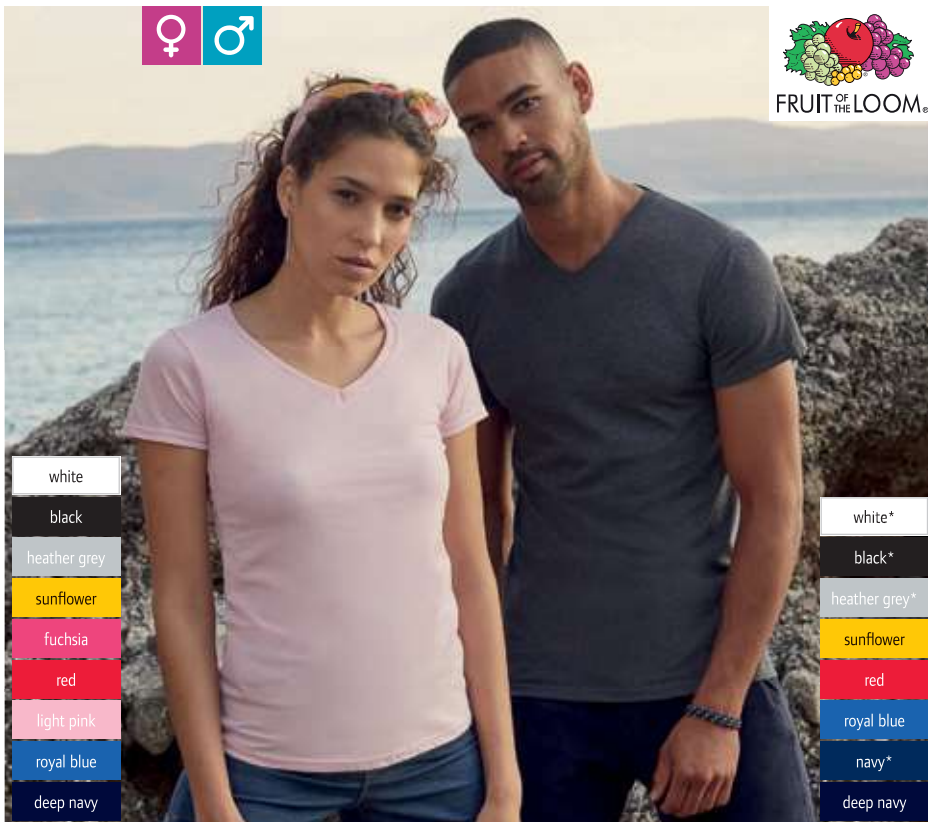 FRUIT OF THE LOOM®
white
black
heather grey
sunflower
fuchsia
red
light pink
royal blue
deep navy
white*
black*
heather grey*
sunflower
red
royal blue
navy*
deep navy